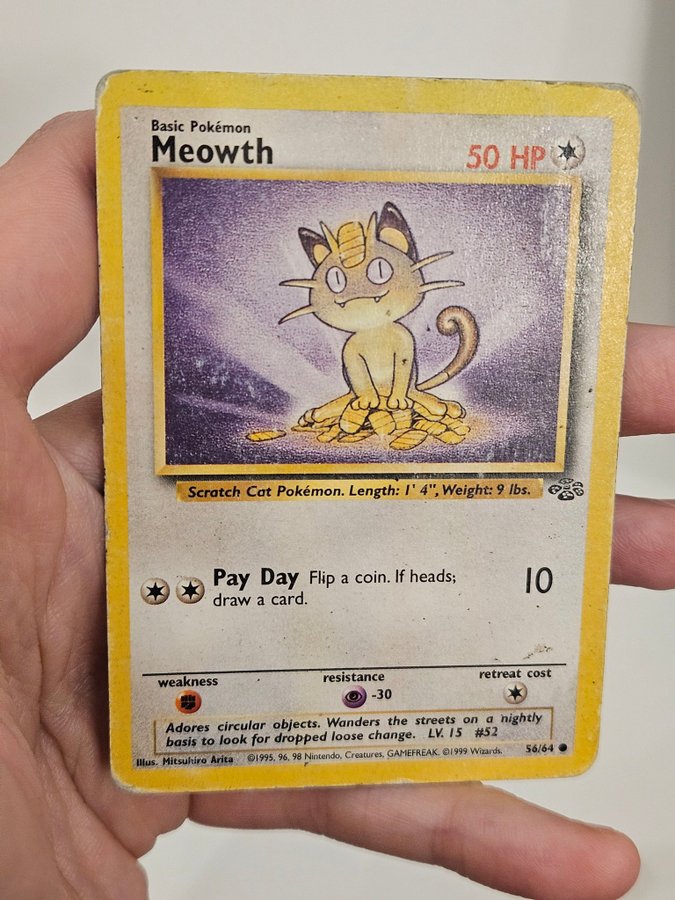 Basic Pokémon
Meowth 50 HP
Scratch Cat Pokémon. Length: 1' 4", Weight: 9 lbs.
Pay Day Flip a coin. If heads; 10
draw a card.
weakness resistance retreat cost
-30
Adores circular objects. Wanders the streets on a nightly
basis to look for dropped loose change. LV. 15 #52
Illus. Mitsuhiro Arita ©1995, 96, 98 Nintendo, Creatures, GAMEFREAK. ©1999 Wizards. 56/64